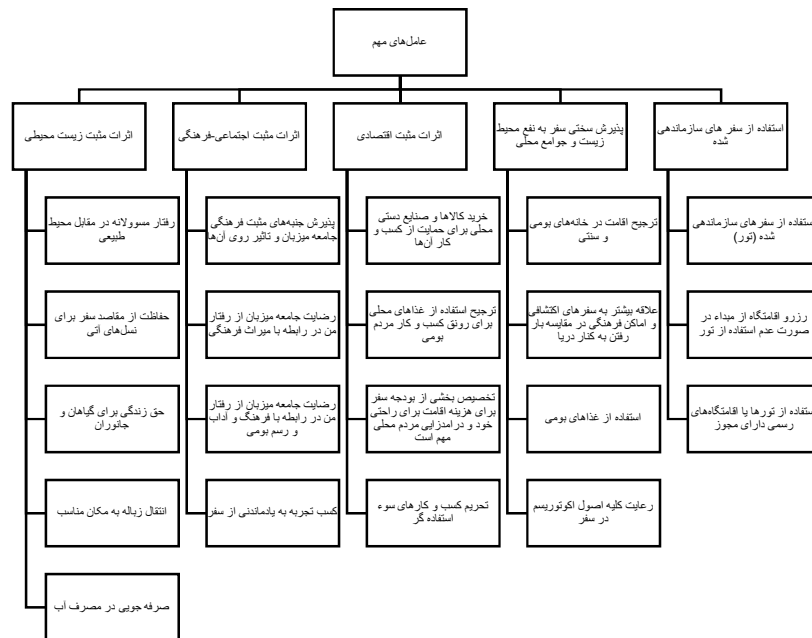 عامل‌های مهم
استفاده از سفر های سازماندهی
شده
ستفاده از سفرهای سازماندهی
شده (تور)
رزرو اقامتگاه از مبداء در
صورت عدم استفاده از تور
ستفاده از تورها یا اقامتگاه‌های
رسمی دارای مجوز
پذیرش سختی سفر به نفع محیط
زیست و جوامع محلی
ترجیح اقامت در خانه‌های بومی
و سنتی
علاقه بیشتر به سفرهای اکتشافی
و اماکن فرهنگی در مقایسه بار
رفتن به کنار دریا
استفاده از غذاهای بومی
رعایت کلیه اصول اکوتوریسم
در سفر
اثرات مثبت اقتصادی
خرید کالاها و صنایع دستی
محلی برای حمایت از کسب و
کار آن‌ها
ترجیح استفاده از غذاهای محلی
برای رونق کسب و کار مردم
بومی
تخصیص بخشی از بودجه سفر
برای هزینه اقامت برای راحتی
خود و درامدزایی مردم محلی
مهم است
تحریم کسب و کارهای سوء
استفاده گر
اثرات مثبت اجتماعی-فرهنگی
پذیرش جنبه‌های مثبت فرهنگی
جامعه میزبان و تاثیر روی آن‌ها
رضایت جامعه میزبان از رفتار
من در رابطه با میراث فرهنگی
رضایت جامعه میزبان از رفتار
من در رابطه با فرهنگ و آداب
و رسم بومی
کسب تجربه به یادماندنی از سفر
اثرات مثبت زیست محیطی
رفتار مسوولانه در مقابل محیط
طبیعی
حفاظت از مقاصد سفر برای
نسل‌های آتی
حق زندگی برای گیاهان و
جانوران
انتقال زباله به مکان مناسب
صرفه جویی در مصرف آب